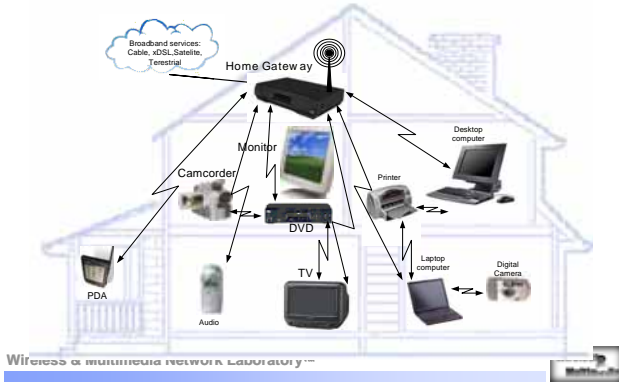 Broadband services:
Cable, xDSL,Satelite,
Terestrial
Home Gateway
Desktop
computer
Monitor
Camcorder
Printer
DVD
Laptop
computer
Digital
Camera
TV
PDA
Audio
Wireless & Multimedia Network Laboratory